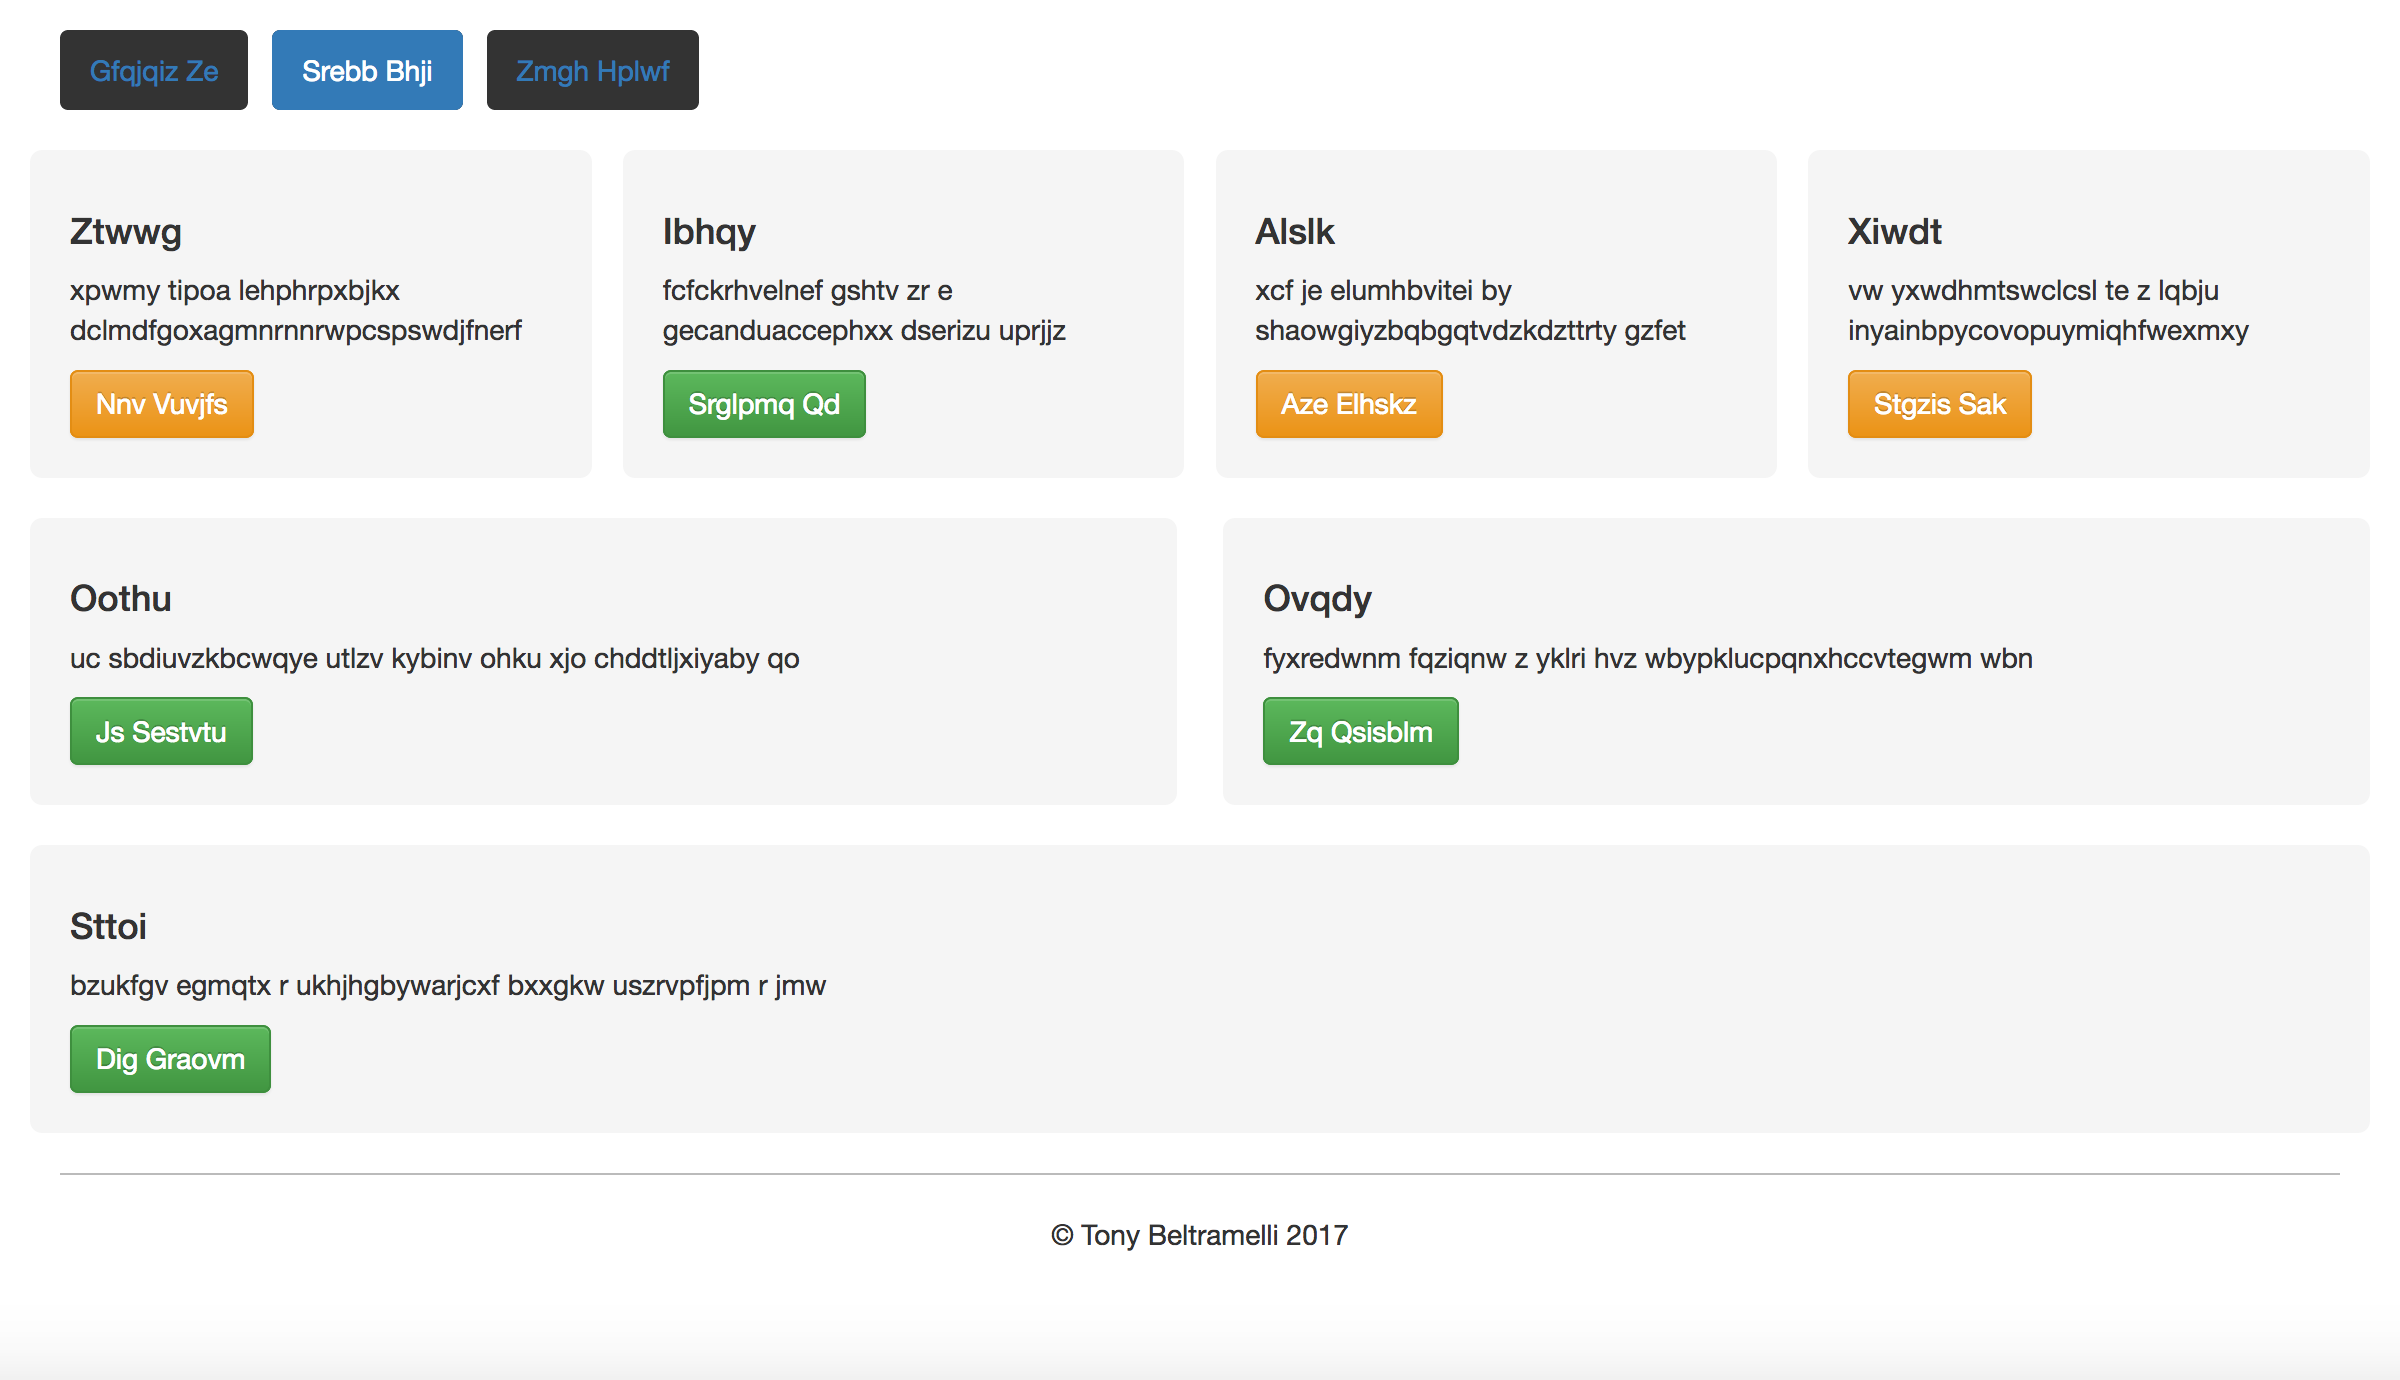 Gfqjqiz Ze
Srebb Bhji
Zmgh Hplwf
Ztwwg
xpwmy tipoa lehphrpxbjkx
dclmdfgoxagmnrnnrwpcspswdjfnerf
Nnv Vuvjfs
Ibhqy
fcfckrhvelnef gshtv zr e
gecanduaccephxx dserizu uprjjz
Srglpmq Qd
Alslk
xcf je elumhbvitei by
shaowgiyzbqbgqtvdzkdzttrty gzfet
Aze Elhskz
Xiwdt
vw yxwdhmtswclcsl te z lqbju
inyainbpycovopuymiqhfwexmxy
Stgzis Sak
Oothu
uc sbdiuvzkbcwqye utlzv kybinv ohku xjo chddtljxiyaby qo
Js Sestvtu
Ovqdy
fyxredwnm fqziqnw z yklri hvz wbypklucpqnxhccvtegwm wbn
Zq Qsisblm
Sttoi
bzukfgv egmqtx r ukhjhgbywarjcxf bxxgkw uszrvpfjpm r jmw
Dig Graovm
© Tony Beltramelli 2017